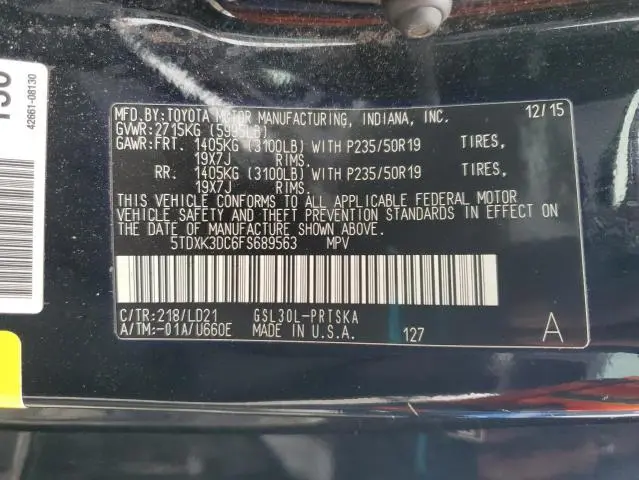 42661-08130
MFD.BY:TOYOTA MOTOR MANUFACTURING, INDIANA, INC. 12/15
GVWR:2715KG (5995LB)
GAWR:FRT. 1405KG (3100LB) WITH P235/50R19 TIRES,
19X7J RIMS.
RR. 1405KG (3100LB) WITH P235/50R19 TIRES,
19X7J RIMS.
THIS VEHICLE CONFORMS TO ALL APPLICABLE FEDERAL MOTOR
VEHICLE SAFETY AND THEFT PREVENTION STANDARDS IN EFFECT ON
THE DATE OF MANUFACTURE SHOWN ABOVE.
5TDXK3DC6FS689563 MPV
C/TR:218/LD21 GSL30L-PRTSKA
A/TM:-01A/U660E MADE IN U.S.A. 127 A